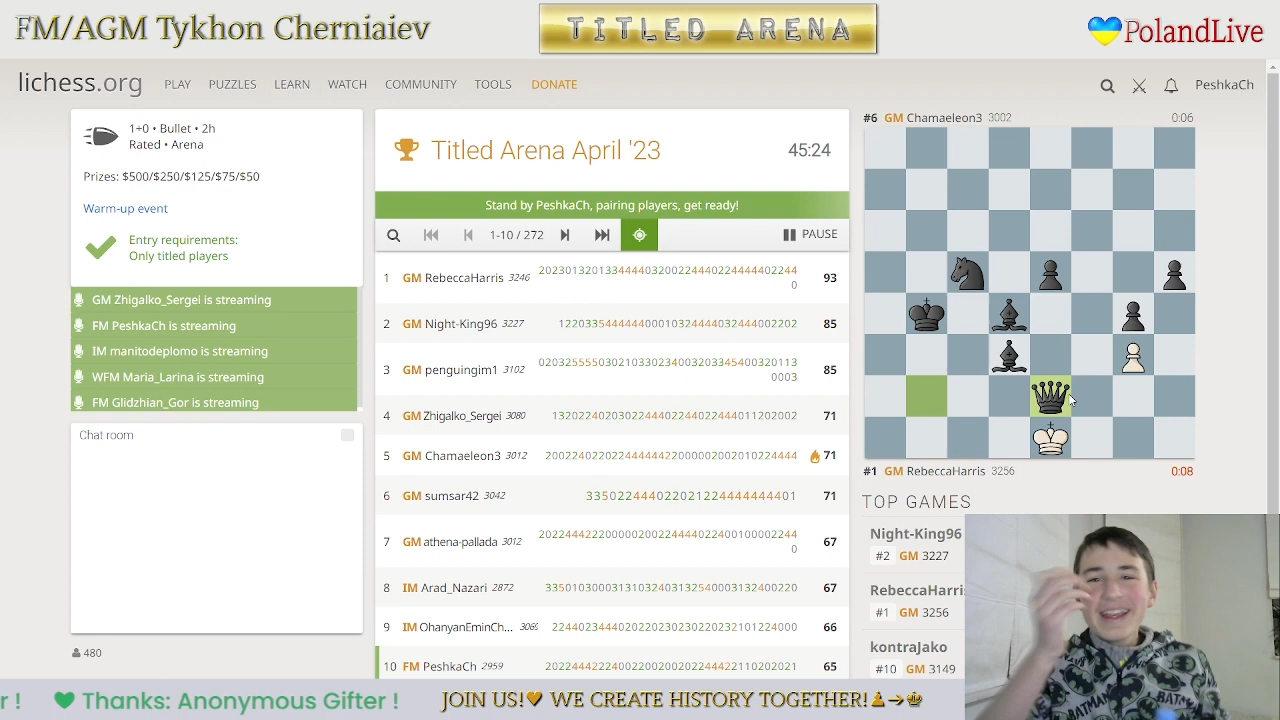 FM/AGM Tykhon Cherniaiev
TITLED ARENA
PolandLive
lichess.org PLAY PUZZLES LEARN WATCH COMMUNITY TOOLS DONATE PeshkaCh
1+0 • Bullet • 2h
Rated • Arena
Prizes: $500/$250/$125/$75/$50
Warm-up event
Entry requirements:
Only titled players
GM Zhigalko_Sergei is streaming
FM PeshkaCh is streaming
IM manitodeplomo is streaming
WFM Maria_Larina is streaming
FM Glidzhian_Gor is streaming
Chat room
480
Titled Arena April '23 45:24
Stand by PeshkaCh, pairing players, get ready!
1-10 / 272 PAUSE
1 GM RebeccaHarris 3246 93
2 GM Night-King96 3227 122033544444400010324444032444002202 85
3 GM penguingim1 3102 85
4 GM Zhigalko_Sergei 3080 71
5 GM Chamaeleon3 3012 71
6 GM sumsar42 3042 335022444022021224444444401 71
7 GM athena-pallada 3012 67
8 IM Arad_Nazari 2872 67
9 IM OhanyanEminCh... 66
10 FM PeshkaCh 2959 65
#6 GM Chamaeleon3 3002 0:06
#1 GM RebeccaHarris 3256 0:08
TOP GAMES
Night-King96
#2 GM 3227
RebeccaHarri
#1 GM 3256
kontraJako
#10 GM 3149
BATMAN
r ! Thanks: Anonymous Gifter ! JOIN US! WE CREATE HISTORY TOGETHER!